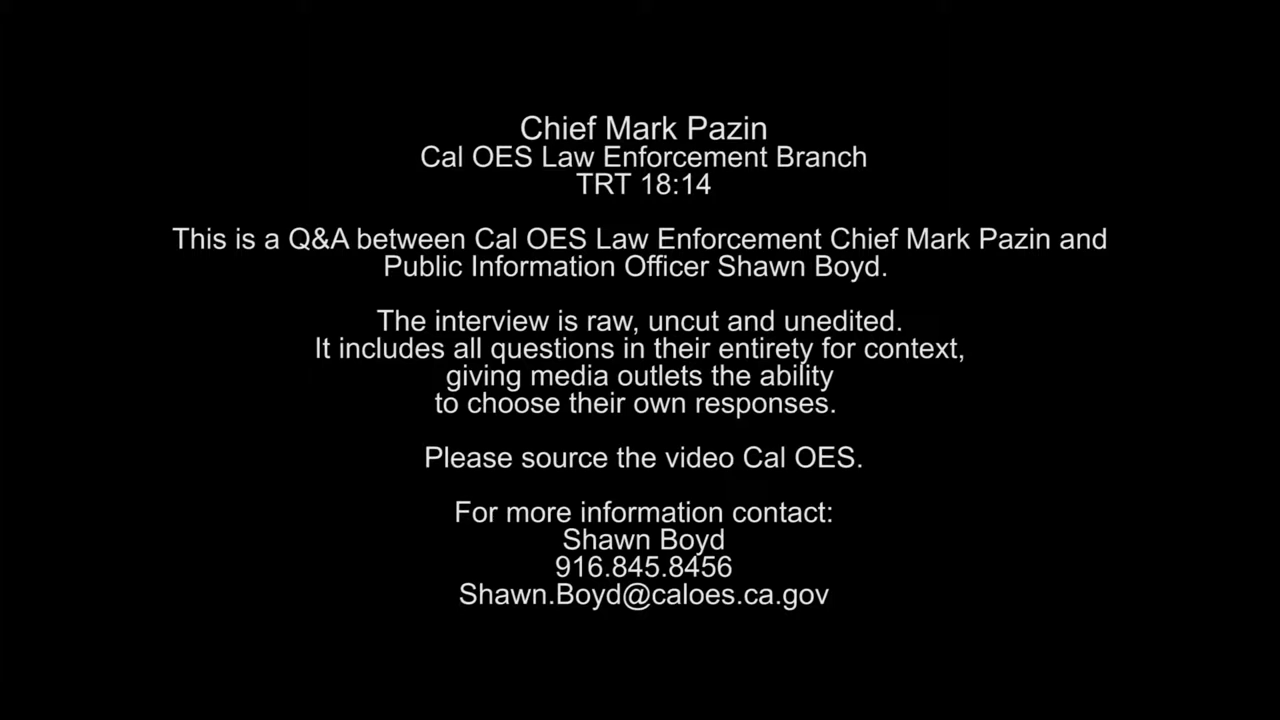 Chief Mark Pazin
Cal OES Law Enforcement Branch
TRT 18:14
This is a Q&A between Cal OES Law Enforcement Chief Mark Pazin and
Public Information Officer Shawn Boyd.
The interview is raw, uncut and unedited.
It includes all questions in their entirety for context,
giving media outlets the ability
to choose their own responses.
Please source the video Cal OES.
For more information contact:
Shawn Boyd
916.845.8456
Shawn.Boyd@caloes.ca.gov